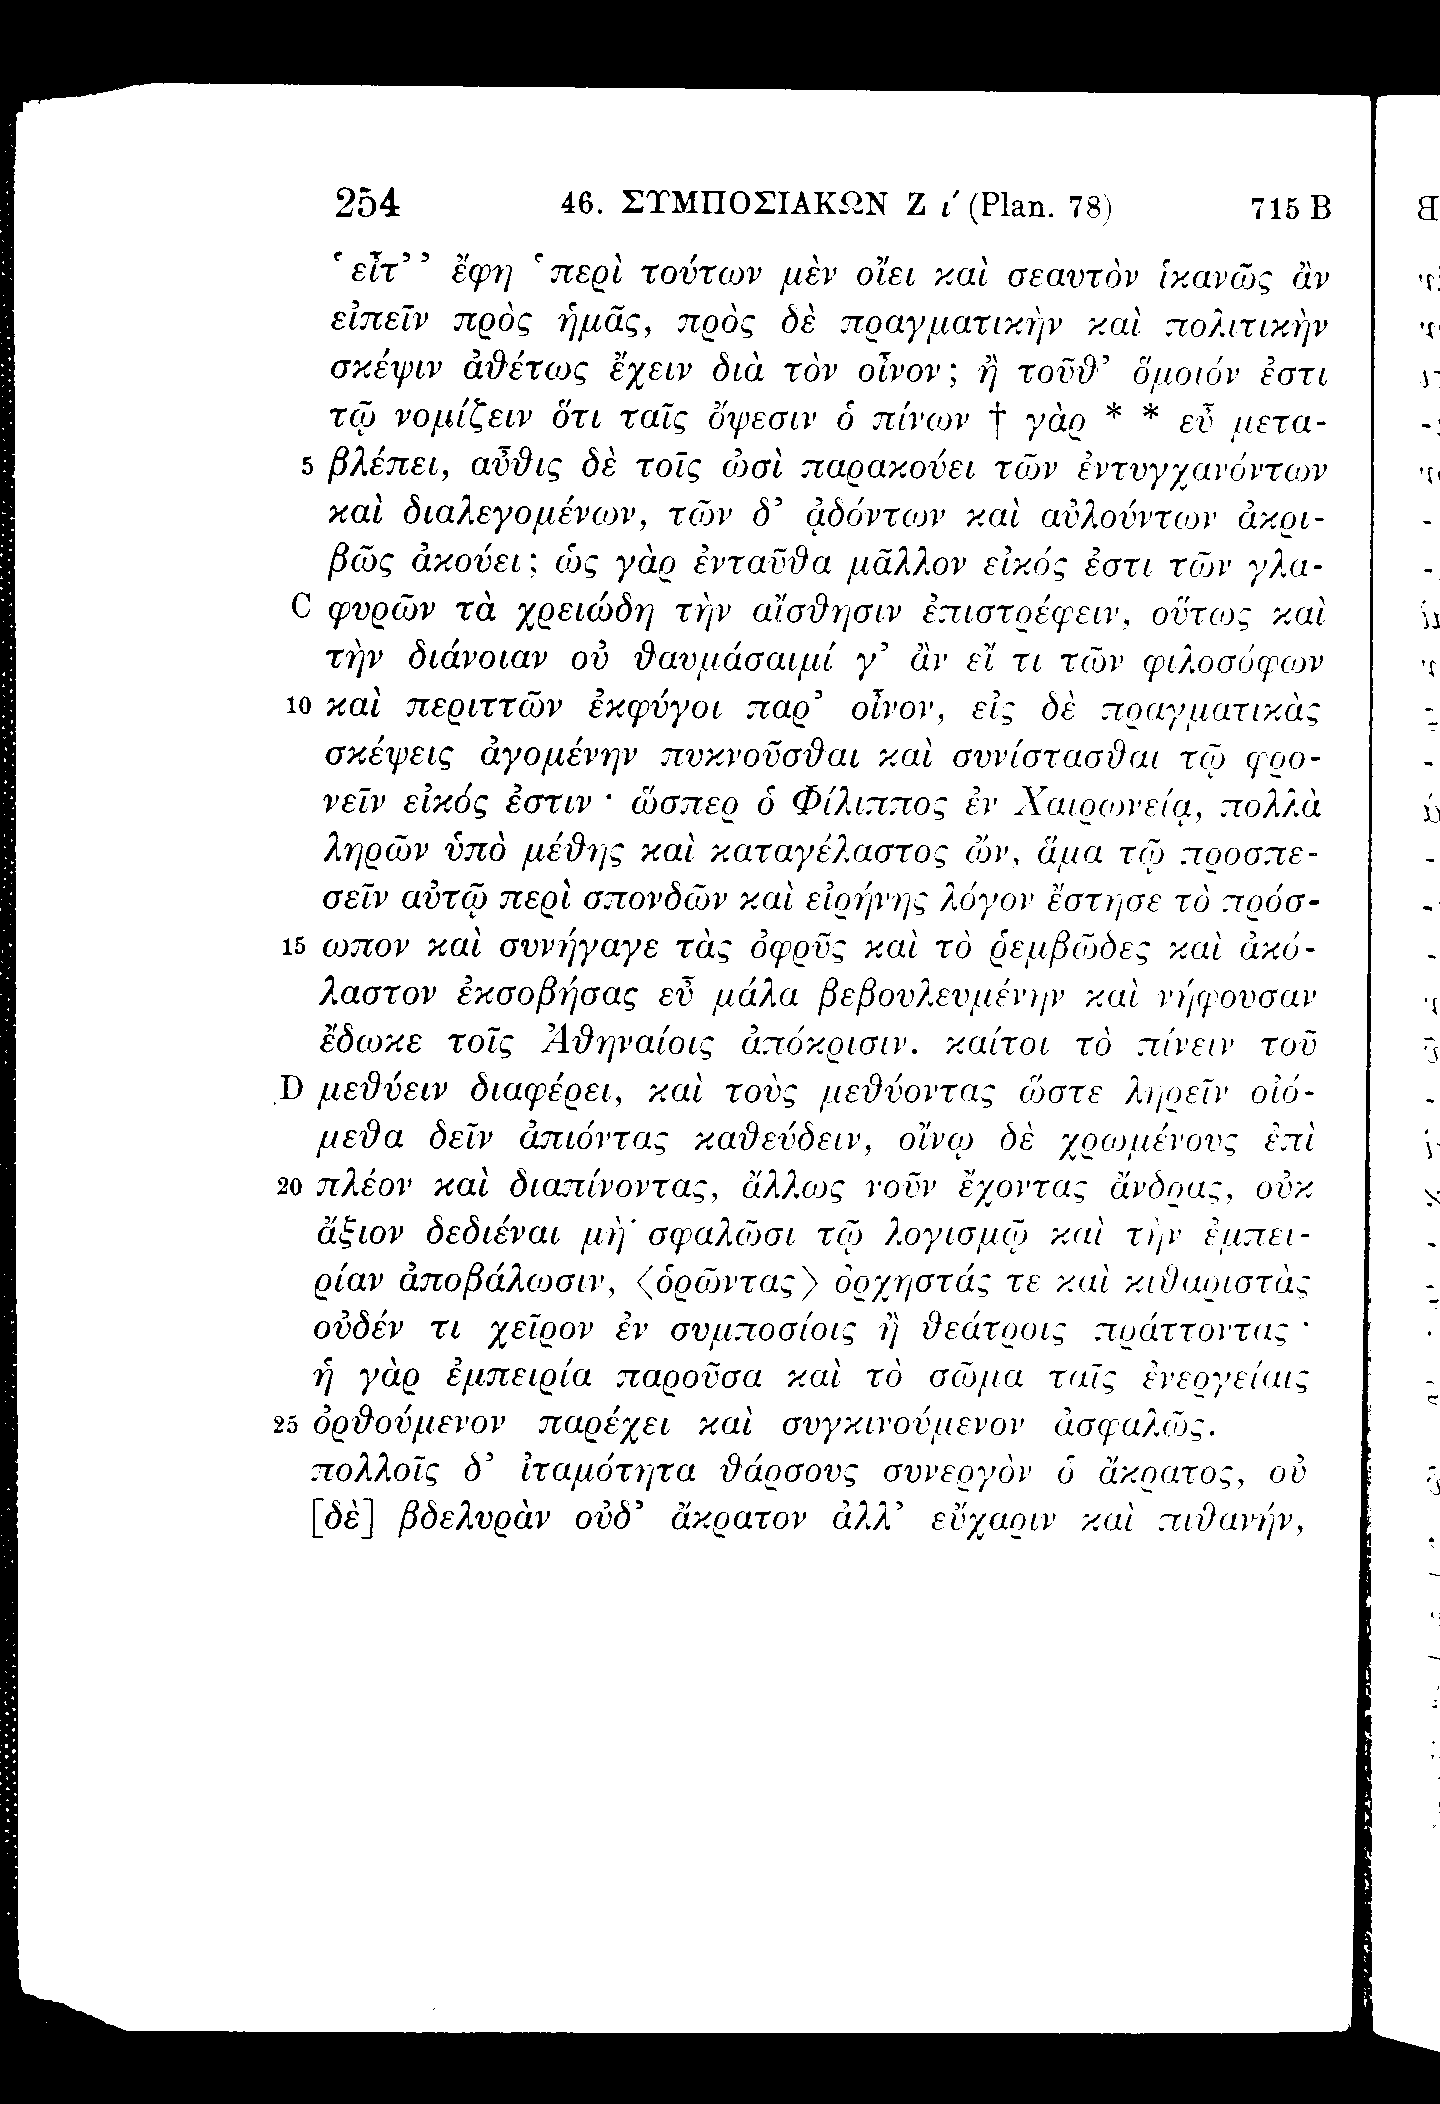 254 46. ΣΥΜΠΟΣΙΑΚΩΝ Ζ ι΄ (Plan. 78) 715 B
‘εἶτ’’ ἔφη ‘περὶ τούτων μὲν οἴει καὶ σεαυτὸν ἱκανῶς ἂν
εἰπεῖν πρὸς ἡμᾶς, πρὸς δὲ πραγματικὴν καὶ πολιτικὴν
σκέψιν ἀθέτως ἔχειν διὰ τὸν οἶνον; ἢ τοῦθ’ ὅμοιόν ἐστι
τῷ νομίζειν ὅτι ταῖς ὄψεσιν ὁ πίνων † γὰρ * * εὖ μετα-
5 βλέπει, αὖθις δὲ τοῖς ὠσὶ παρακούει τῶν ἐντυγχανόντων
καὶ διαλεγομένων, τῶν δ’ ᾀδόντων καὶ αὐλούντων ἀκρι-
βῶς ἀκούει; ὡς γὰρ ἐνταῦθα μᾶλλον εἰκός ἐστι τῶν γλα-
C φυρῶν τὰ χρειώδη τὴν αἴσθησιν ἐπιστρέφειν, οὕτως καὶ
τὴν διάνοιαν οὐ θαυμάσαιμί γ’ ἂν εἴ τι τῶν φιλοσόφων
10 καὶ περιττῶν ἐκφύγοι παρ’ οἶνον, εἰς δὲ πραγματικὰς
σκέψεις ἀγομένην πυκνοῦσθαι καὶ συνίστασθαι τῷ φρο-
νεῖν εἰκός ἐστιν· ὥσπερ ὁ Φίλιππος ἐν Χαιρωνείᾳ, πολλὰ
ληρῶν ὑπὸ μέθης καὶ καταγέλαστος ὤν, ἅμα τῷ προσπε-
σεῖν αὐτῷ περὶ σπονδῶν καὶ εἰρήνης λόγον ἔστησε τὸ πρόσ-
15 ωπον καὶ συνήγαγε τὰς ὀφρῦς καὶ τὸ ῥεμβῶδες καὶ ἀκό-
λαστον ἐκσοβήσας εὖ μάλα βεβουλευμένην καὶ νήφουσαν
ἔδωκε τοῖς Ἀθηναίοις ἀπόκρισιν. καίτοι τὸ πίνειν τοῦ
D μεθύειν διαφέρει, καὶ τοὺς μεθύοντας ὥστε ληρεῖν οἰό-
μεθα δεῖν ἀπιόντας καθεύδειν, οἴνῳ δὲ χρωμένους ἐπὶ
20 πλέον καὶ διαπίνοντας, ἄλλως νοῦν ἔχοντας ἄνδρας, οὐκ
ἄξιον δεδιέναι μὴ σφαλῶσι τῷ λογισμῷ καὶ τὴν ἐμπει-
ρίαν ἀποβάλωσιν, ⟨ὁρῶντας⟩ ὀρχηστάς τε καὶ κιθαριστὰς
οὐδέν τι χεῖρον ἐν συμποσίοις ἢ θεάτροις πράττοντας·
ἡ γὰρ ἐμπειρία παροῦσα καὶ τὸ σῶμα ταῖς ἐνεργείαις
25 ὀρθούμενον παρέχει καὶ συγκινούμενον ἀσφαλῶς.
πολλοῖς δ’ ἰταμότητα θάρσους συνεργὸν ὁ ἄκρατος, οὐ
[δὲ] βδελυρὰν οὐδ’ ἄκρατον ἀλλ’ εὔχαριν καὶ πιθανήν,